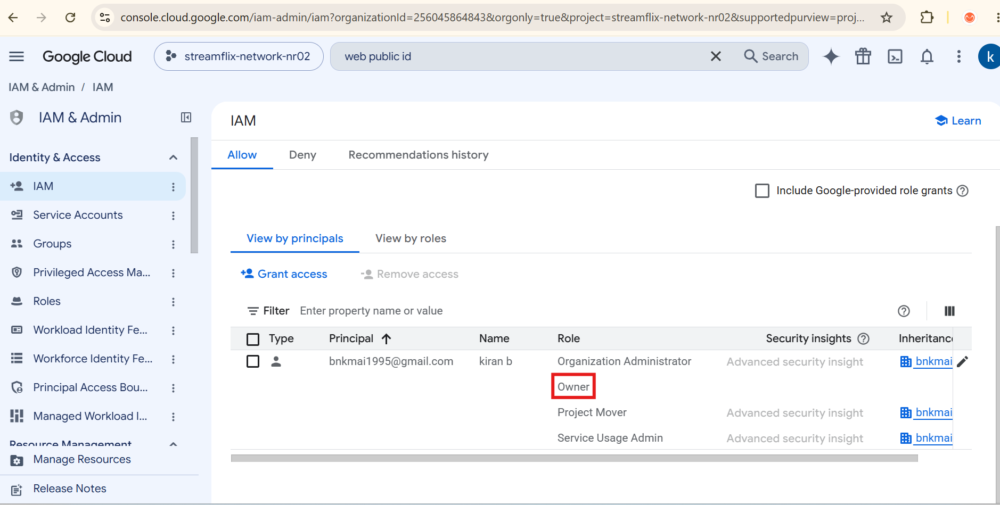 console.cloud.google.com/iam-admin/iam?organizationId=256045864843&orgonly=true&project=streamflix-network-nr02&supportedpurview=proj...
Google Cloud streamflix-network-nr02 web public id Search k
IAM & Admin / IAM
IAM & Admin
Identity & Access
IAM
Service Accounts
Groups
Privileged Access Ma...
Roles
Workload Identity Fe...
Workforce Identity Fe...
Principal Access Bou...
Managed Workload I...
Resource Management
Manage Resources
Release Notes
IAM Learn
Allow Deny Recommendations history
Include Google-provided role grants
View by principals View by roles
Grant access Remove access
Filter Enter property name or value
Type Principal Name Role Security insights Inheritance
bnkmai1995@gmail.com kiran b Organization Administrator Advanced security insight bnkmai
Owner
Project Mover Advanced security insight bnkmai
Service Usage Admin Advanced security insight bnkmai